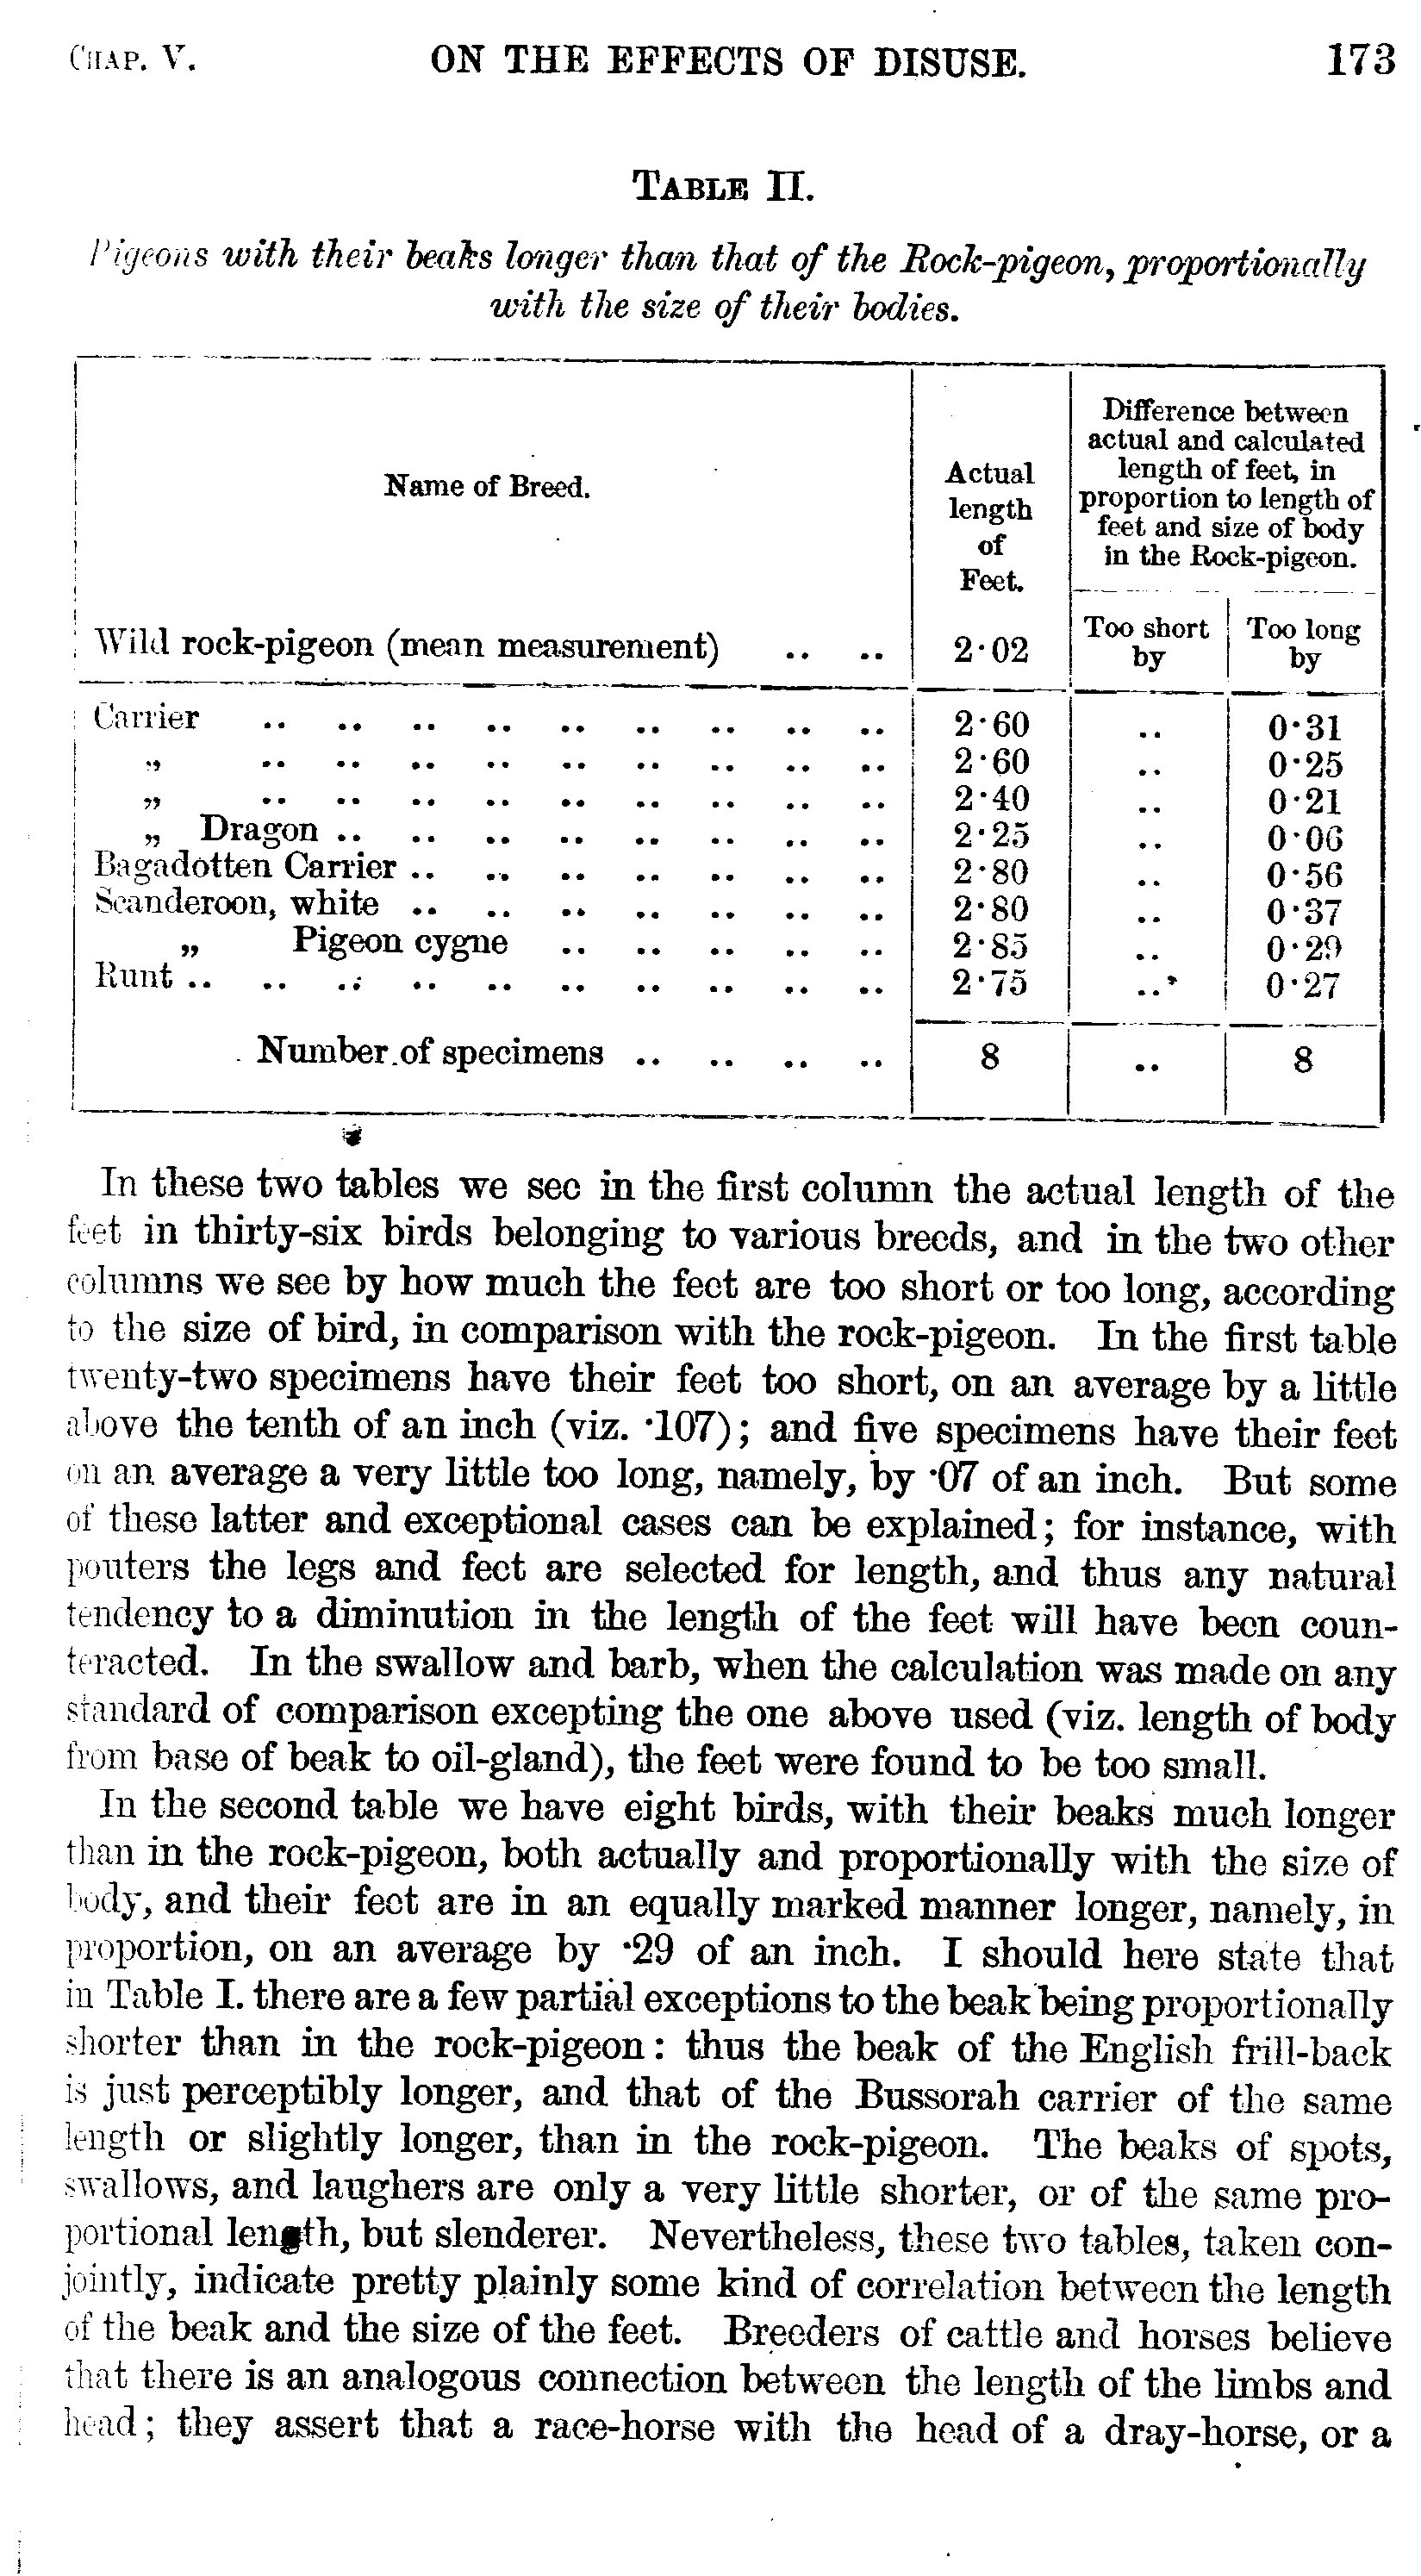 CHAP. V. ON THE EFFECTS OF DISUSE. 173
TABLE II.
Pigeons with their beaks longer than that of the Rock-pigeon, proportionally
with the size of their bodies.
Name of Breed.
Actual
length
of
Feet.
Difference between
actual and calculated
length of feet, in
proportion to length of
feet and size of body
in the Rock-pigeon.
Too short
by
Too long
by
Wild rock-pigeon (mean measurement) .. .. 2·02
Carrier .. .. .. .. .. .. .. .. .. 2·60 .. 0·31
„ .. .. .. .. .. .. .. .. .. 2·60 .. 0·25
„ .. .. .. .. .. .. .. .. .. 2·40 .. 0·21
„ Dragon .. .. .. .. .. .. .. .. 2·25 .. 0·06
Bagadotten Carrier .. .. .. .. .. .. .. 2·80 .. 0·56
Scanderoon, white .. .. .. .. .. .. .. 2·80 .. 0·37
„ Pigeon cygne .. .. .. .. .. 2·85 .. 0·29
Runt .. .. .. .. .. .. .. .. .. .. 2·75 .. 0·27
Number of specimens .. .. .. .. 8 .. 8
In these two tables we see in the first column the actual length of the
feet in thirty-six birds belonging to various breeds, and in the two other
columns we see by how much the feet are too short or too long, according
to the size of bird, in comparison with the rock-pigeon. In the first table
twenty-two specimens have their feet too short, on an average by a little
above the tenth of an inch (viz. ·107); and five specimens have their feet
on an average a very little too long, namely, by ·07 of an inch. But some
of these latter and exceptional cases can be explained; for instance, with
pouters the legs and feet are selected for length, and thus any natural
tendency to a diminution in the length of the feet will have been coun-
teracted. In the swallow and barb, when the calculation was made on any
standard of comparison excepting the one above used (viz. length of body
from base of beak to oil-gland), the feet were found to be too small.
In the second table we have eight birds, with their beaks much longer
than in the rock-pigeon, both actually and proportionally with the size of
body, and their feet are in an equally marked manner longer, namely, in
proportion, on an average by ·29 of an inch. I should here state that
in Table I. there are a few partial exceptions to the beak being proportionally
shorter than in the rock-pigeon: thus the beak of the English frill-back
is just perceptibly longer, and that of the Bussorah carrier of the same
length or slightly longer, than in the rock-pigeon. The beaks of spots,
swallows, and laughers are only a very little shorter, or of the same pro-
portional length, but slenderer. Nevertheless, these two tables, taken con-
jointly, indicate pretty plainly some kind of correlation between the length
of the beak and the size of the feet. Breeders of cattle and horses believe
that there is an analogous connection between the length of the limbs and
head; they assert that a race-horse with the head of a dray-horse, or a